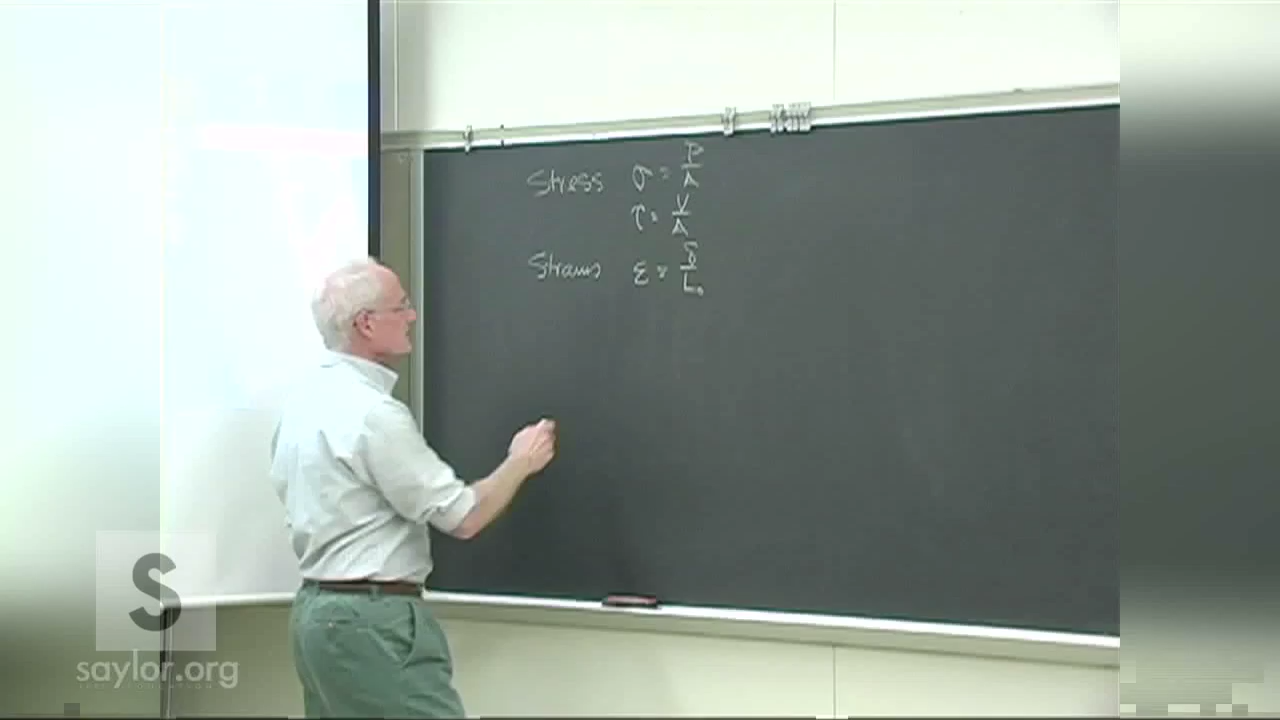 Stress σ = P/A
τ = V/A
Strain ε = δ/L₀
S
saylor.org